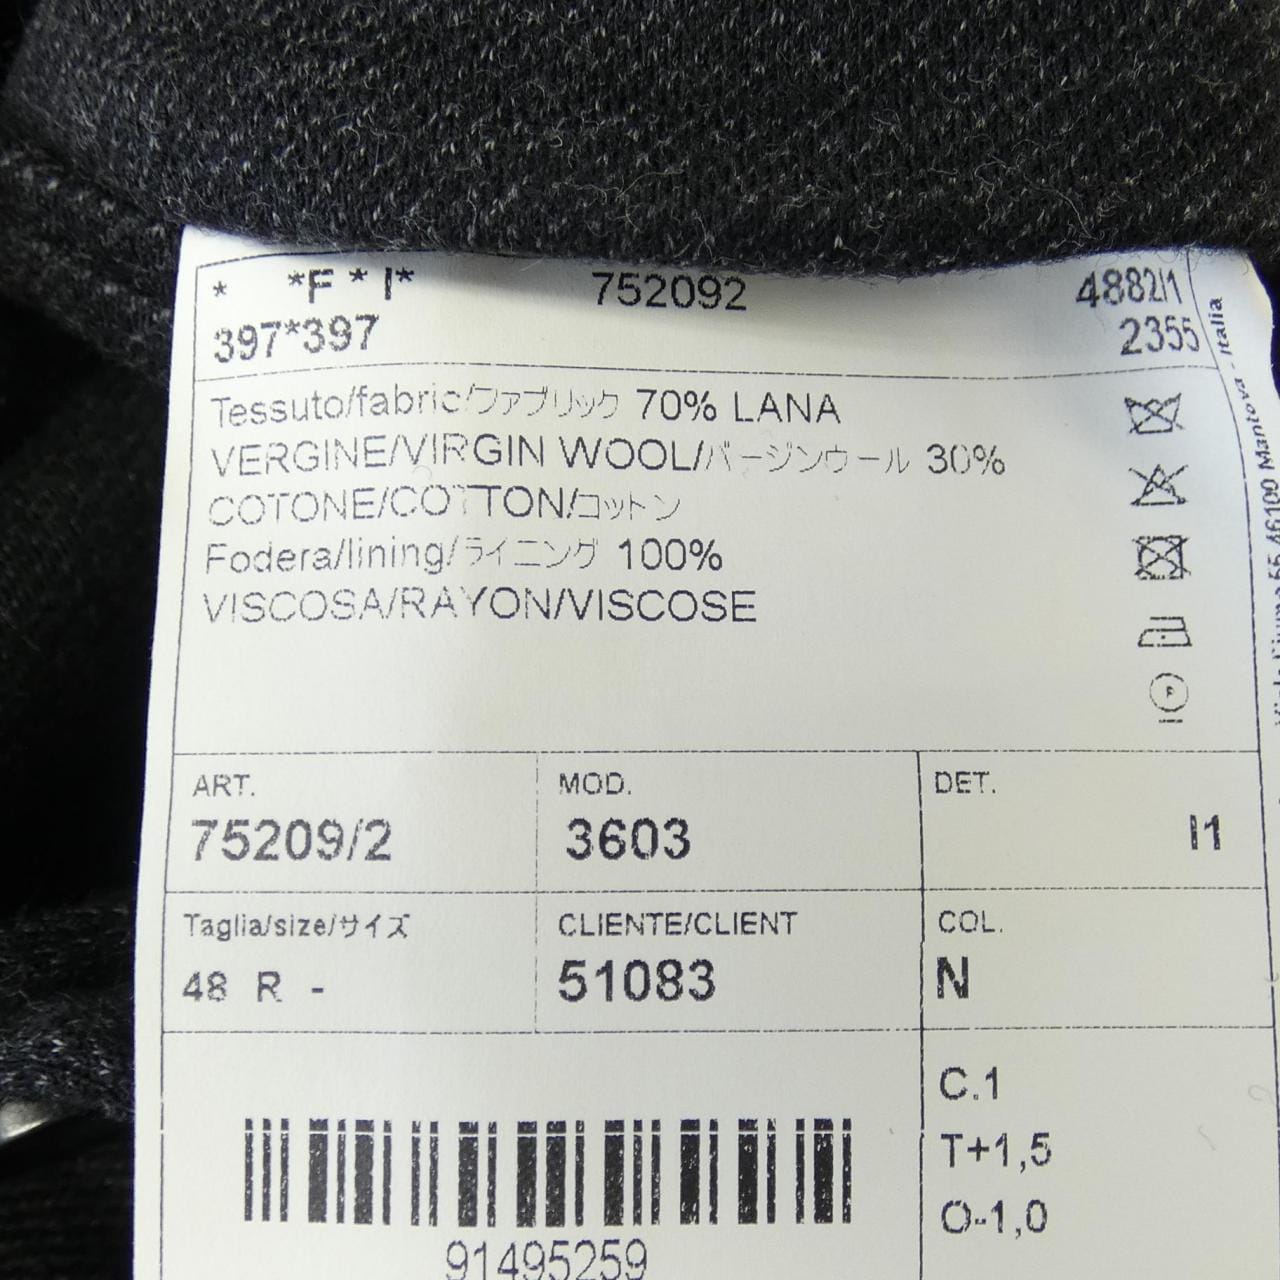 * *F * I* 752092 4882/1
397*397 2355
Tessuto/fabric/ファブリック 70% LANA
VERGINE/VIRGIN WOOL/バージンウール 30%
COTONE/COTTON/コットン
Fodera/lining/ライニング 100%
VISCOSA/RAYON/VISCOSE
P
ART. MOD. DET.
75209/2 3603 I1
Taglia/size/サイズ CLIENTE/CLIENT COL.
48 R - 51083 N
C.1
T+1,5
O-1,0
91495259
46100 Mantova - Italia